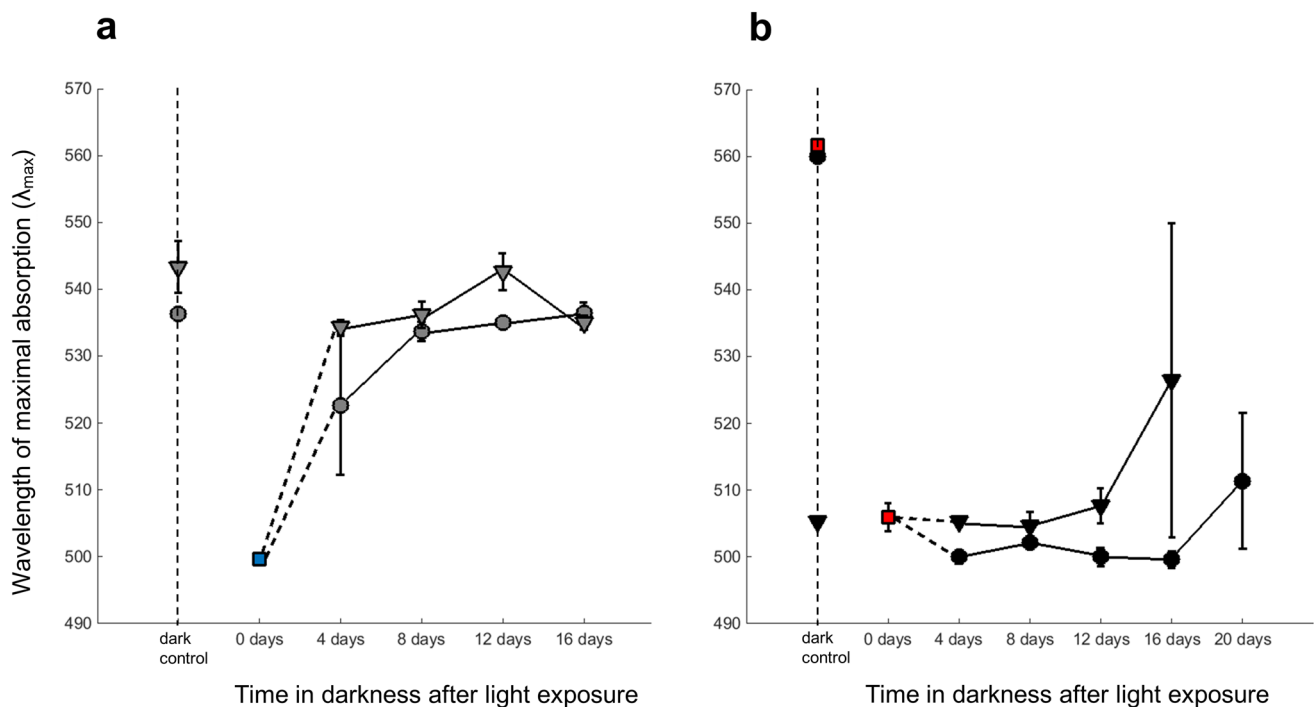 a
Wavelength of maximal absorption (λmax)
570
560
550
540
530
520
510
500
490
dark
control
0 days
4 days
8 days
12 days
16 days
Time in darkness after light exposure
b
570
560
550
540
530
520
510
500
490
dark
control
0 days
4 days
8 days
12 days
16 days
20 days
Time in darkness after light exposure